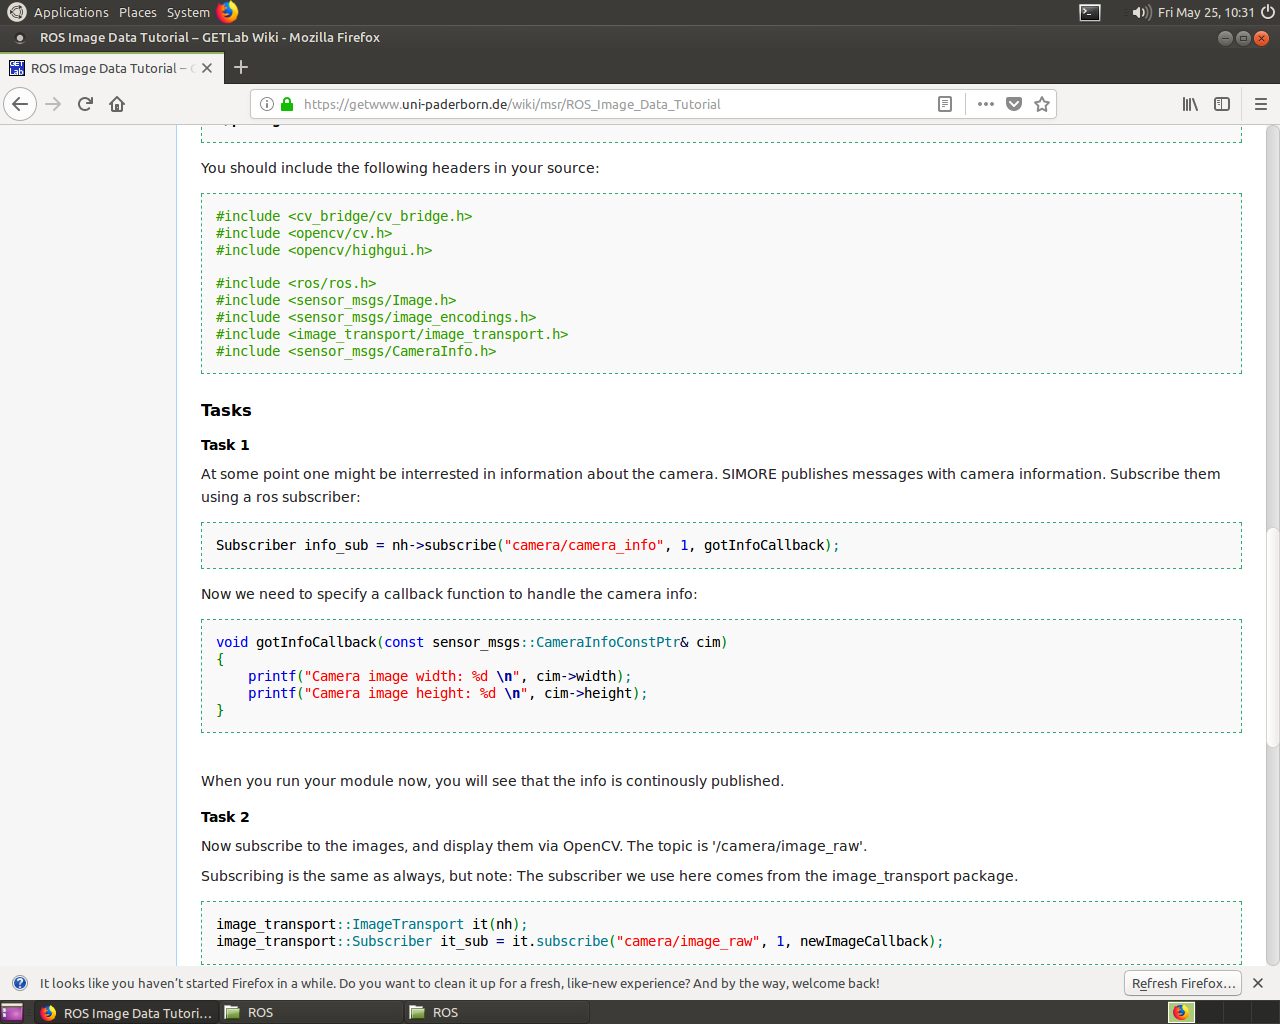 Applications Places System Fri May 25, 10:31
ROS Image Data Tutorial – GETLab Wiki - Mozilla Firefox
GET Lab ROS Image Data Tutorial –
https://getwww.uni-paderborn.de/wiki/msr/ROS_Image_Data_Tutorial
You should include the following headers in your source:
#include <cv_bridge/cv_bridge.h>
#include <opencv/cv.h>
#include <opencv/highgui.h>
#include <ros/ros.h>
#include <sensor_msgs/Image.h>
#include <sensor_msgs/image_encodings.h>
#include <image_transport/image_transport.h>
#include <sensor_msgs/CameraInfo.h>
Tasks
Task 1
At some point one might be interrested in information about the camera. SIMORE publishes messages with camera information. Subscribe them
using a ros subscriber:
Subscriber info_sub = nh->subscribe("camera/camera_info", 1, gotInfoCallback);
Now we need to specify a callback function to handle the camera info:
void gotInfoCallback(const sensor_msgs::CameraInfoConstPtr& cim)
{
printf("Camera image width: %d \n", cim->width);
printf("Camera image height: %d \n", cim->height);
}
When you run your module now, you will see that the info is continously published.
Task 2
Now subscribe to the images, and display them via OpenCV. The topic is '/camera/image_raw'.
Subscribing is the same as always, but note: The subscriber we use here comes from the image_transport package.
image_transport::ImageTransport it(nh);
image_transport::Subscriber it_sub = it.subscribe("camera/image_raw", 1, newImageCallback);
It looks like you haven't started Firefox in a while. Do you want to clean it up for a fresh, like-new experience? And by the way, welcome back! Refresh Firefox...
ROS Image Data Tutori... ROS ROS